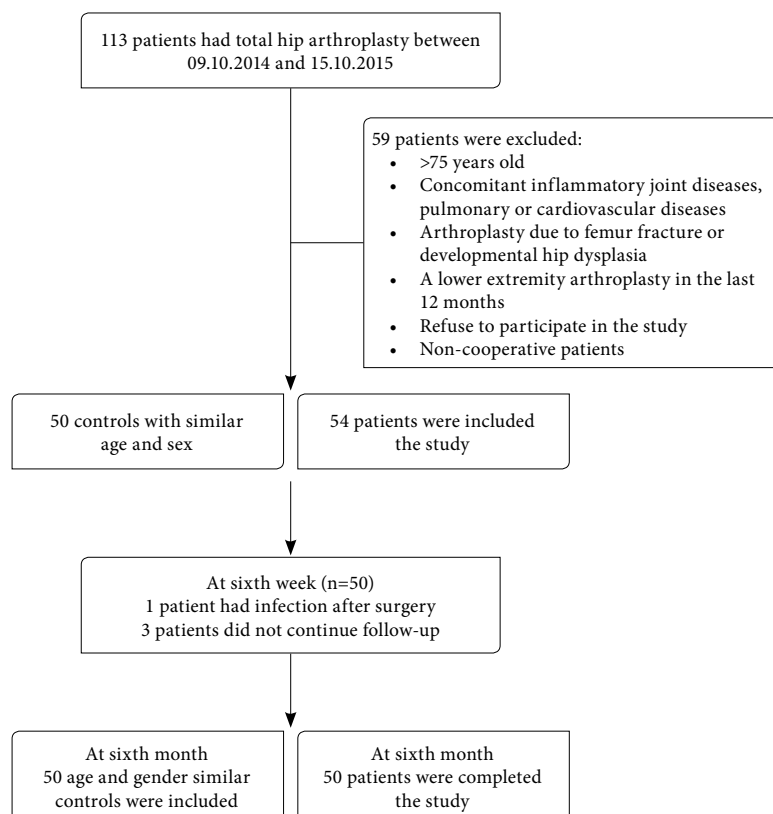 113 patients had total hip arthroplasty between
09.10.2014 and 15.10.2015
59 patients were excluded:
• >75 years old
• Concomitant inflammatory joint diseases,
pulmonary or cardiovascular diseases
• Arthroplasty due to femur fracture or
developmental hip dysplasia
• A lower extremity arthroplasty in the last
12 months
• Refuse to participate in the study
• Non-cooperative patients
50 controls with similar
age and sex
54 patients were included
the study
At sixth week (n=50)
1 patient had infection after surgery
3 patients did not continue follow-up
At sixth month
50 age and gender similar
controls were included
At sixth month
50 patients were completed
the study